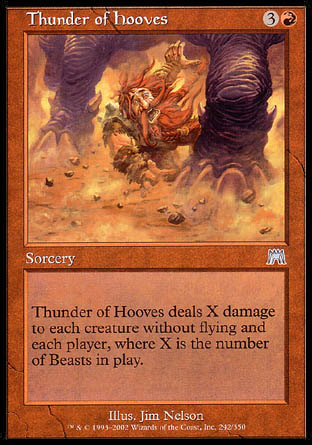 Thunder of Hooves 3
Sorcery
Thunder of Hooves deals X damage
to each creature without flying and
each player, where X is the number
of Beasts in play.
Illus. Jim Nelson
™ & © 1993-2002 Wizards of the Coast, Inc. 242/350